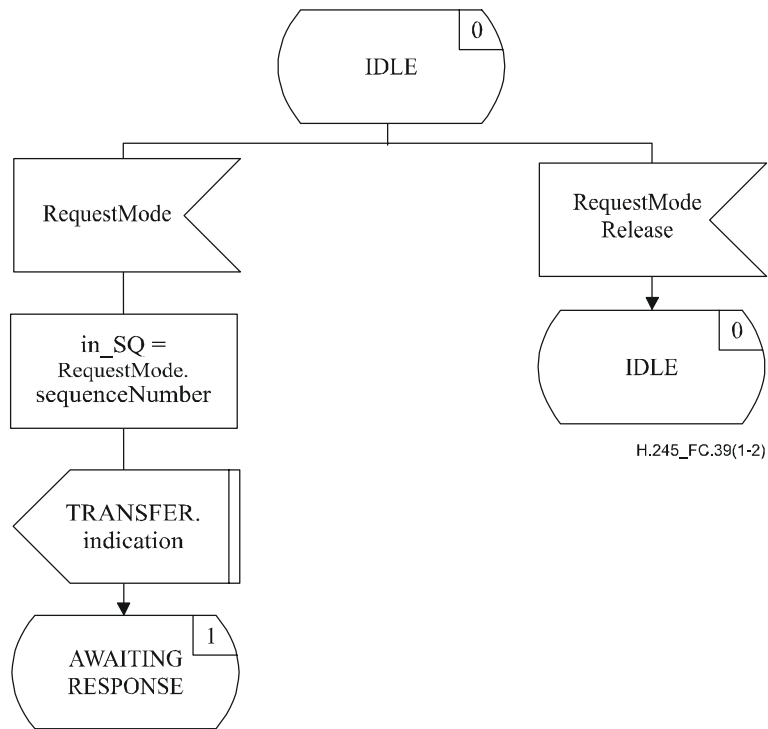 0
IDLE
RequestMode
in_SQ =
RequestMode.
sequenceNumber
TRANSFER.
indication
1
AWAITING
RESPONSE
RequestMode
Release
0
IDLE
H.245_FC.39(1-2)